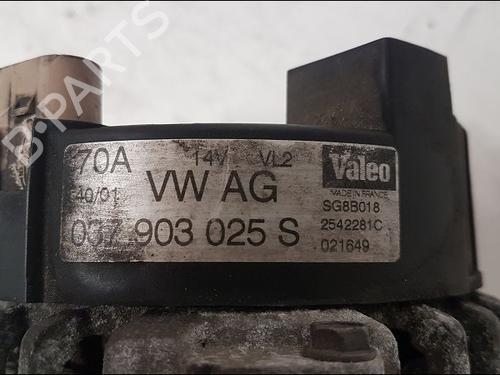 70A 14V VL2
40/01 VW AG
037 903 025 S
Valeo
MADE IN FRANCE
SG8B018
2542281C
021649
B-PARTS